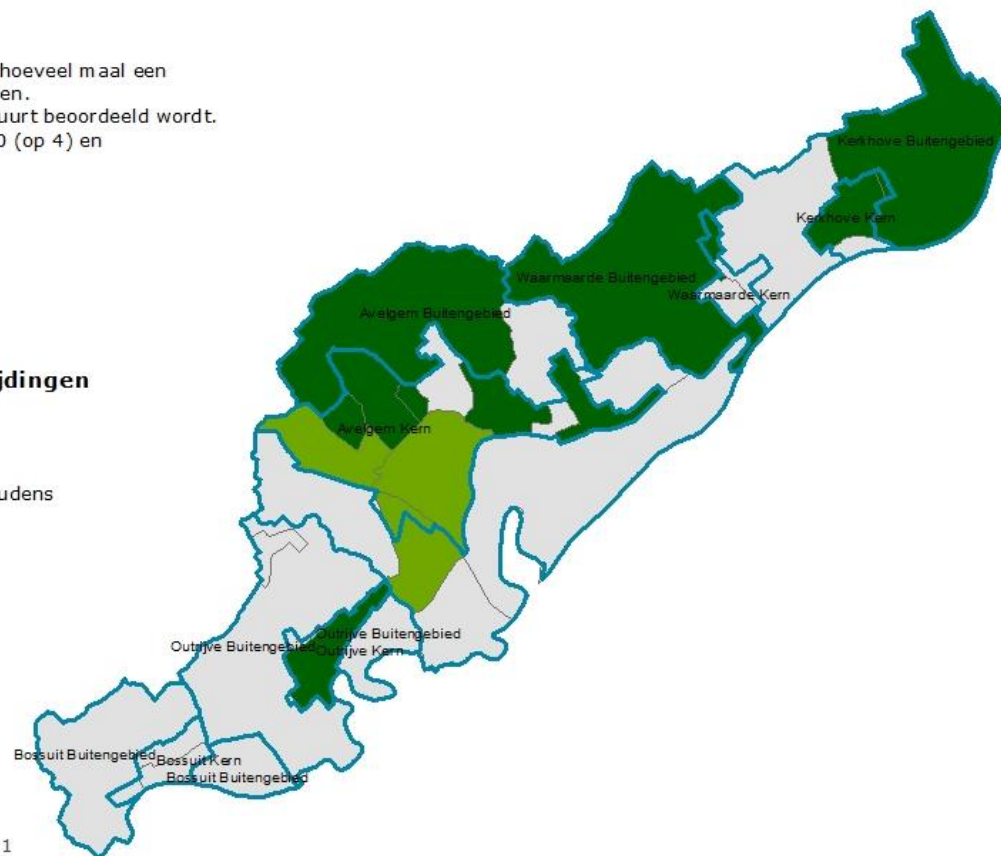 hoeveel maal een
en.
uurt beoordeeld wordt.
0 (op 4) en
Kerkhove Buitengebied
Kerkhove Kern
Waarmaarde Buitengebied
Waarmaarde Kern
Avelgem Buitengebied
jdingen
Avelgem Kern
udens
Outrijve Buitengebied
Outrijve Buitengebied
Outrijve Kern
Bossuit Buitengebied
Bossuit Kern
Bossuit Buitengebied
1